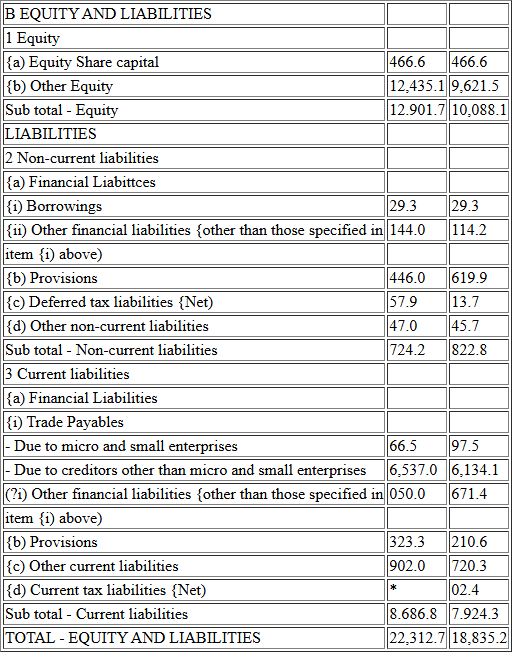 B EQUITY AND LIABILITIES
1 Equity
{a) Equity Share capital 466.6 466.6
{b) Other Equity 12,435.1 9,621.5
Sub total - Equity 12.901.7 10,088.1
LIABILITIES
2 Non-current liabilities
{a) Financial Liabittces
{i) Borrowings 29.3 29.3
{ii) Other financial liabilities {other than those specified in 144.0 114.2
item {i) above)
{b) Provisions 446.0 619.9
{c) Deferred tax liabilities {Net) 57.9 13.7
{d) Other non-current liabilities 47.0 45.7
Sub total - Non-current liabilities 724.2 822.8
3 Current liabilities
{a) Financial Liabilities
{i) Trade Payables
- Due to micro and small enterprises 66.5 97.5
- Due to creditors other than micro and small enterprises 6,537.0 6,134.1
(?i) Other financial liabilities {other than those specified in 050.0 671.4
item {i) above)
{b) Provisions 323.3 210.6
{c) Other current liabilities 902.0 720.3
{d) Current tax liabilities {Net) * 02.4
Sub total - Current liabilities 8.686.8 7.924.3
TOTAL - EQUITY AND LIABILITIES 22,312.7 18,835.2